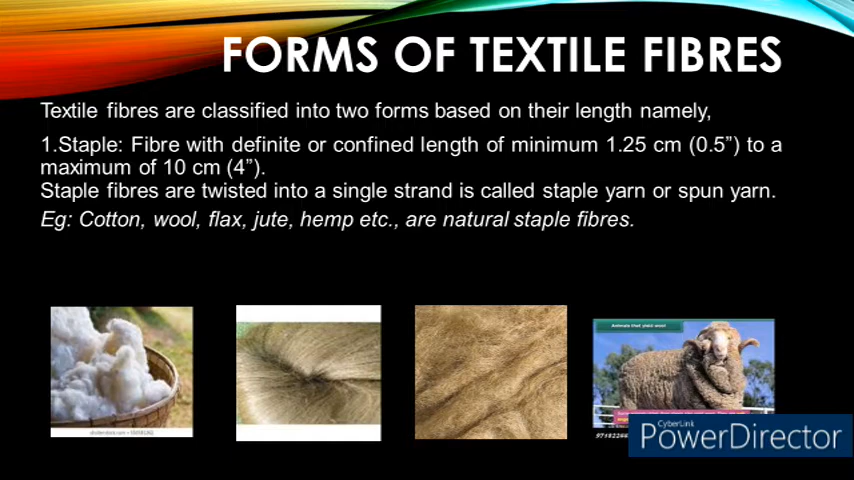 FORMS OF TEXTILE FIBRES
Textile fibres are classified into two forms based on their length namely,
1.Staple: Fibre with definite or confined length of minimum 1.25 cm (0.5”) to a
maximum of 10 cm (4”).
Staple fibres are twisted into a single strand is called staple yarn or spun yarn.
Eg: Cotton, wool, flax, jute, hemp etc., are natural staple fibres.
Animals that yield wool
CyberLink
PowerDirector